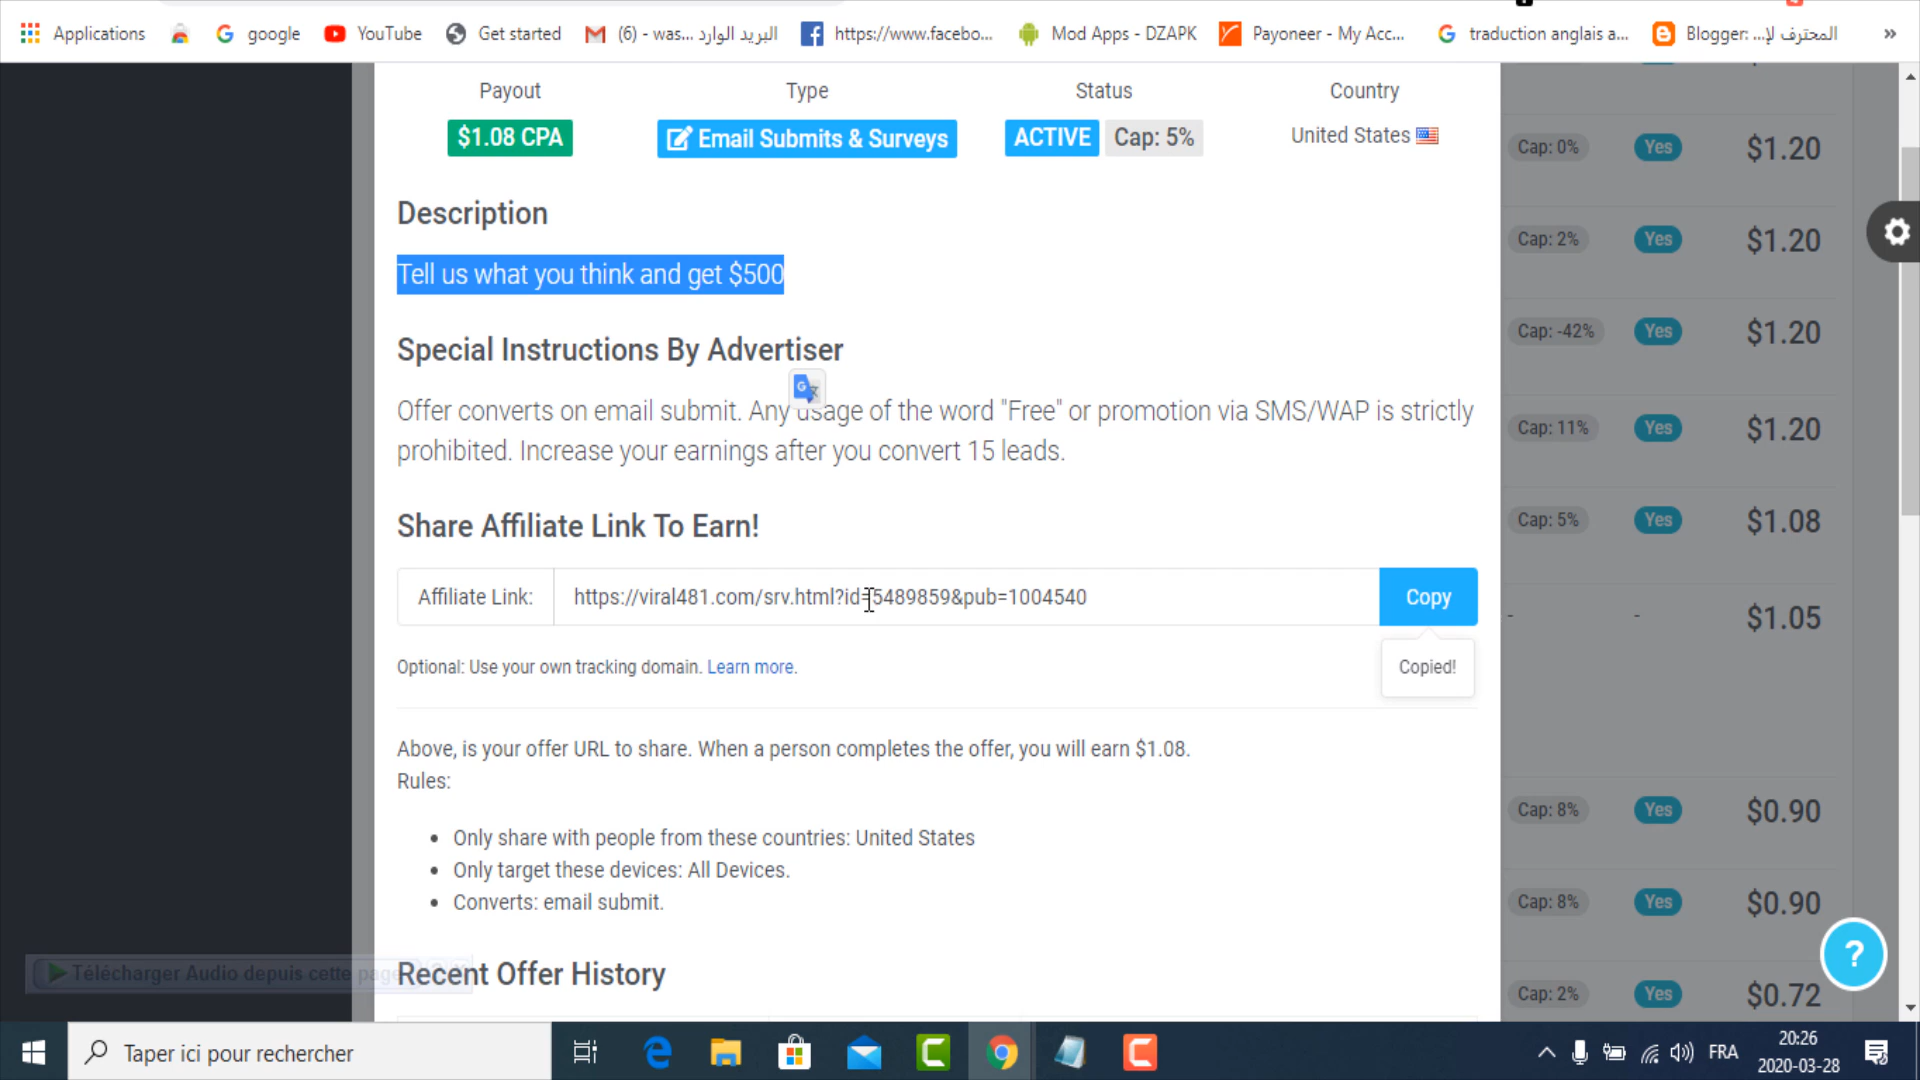 Applications
google
YouTube
Get started
(6) - was... البريد الوارد
https://www.facebo...
Mod Apps - DZAPK
Payoneer - My Acc...
traduction anglais a...
Blogger: ...المحترف لإ
»
Payout
Type
Status
Country
$1.08 CPA
Email Submits & Surveys
ACTIVE
Cap: 5%
United States
Description
Tell us what you think and get $500
Special Instructions By Advertiser
Offer converts on email submit. Any usage of the word "Free" or promotion via SMS/WAP is strictly
prohibited. Increase your earnings after you convert 15 leads.
Share Affiliate Link To Earn!
Affiliate Link:
https://viral481.com/srv.html?id=5489859&pub=1004540
Copy
Copied!
Optional: Use your own tracking domain. Learn more.
Above, is your offer URL to share. When a person completes the offer, you will earn $1.08.
Rules:
Only share with people from these countries: United States
Only target these devices: All Devices.
Converts: email submit.
Recent Offer History
Télécharger Audio depuis cette page
Cap: 0% Yes $1.20
Cap: 2% Yes $1.20
Cap: -42% Yes $1.20
Cap: 11% Yes $1.20
Cap: 5% Yes $1.08
- - $1.05
Cap: 8% Yes $0.90
Cap: 8% Yes $0.90
Cap: 2% Yes $0.72
?
Taper ici pour rechercher
FRA
20:26
2020-03-28